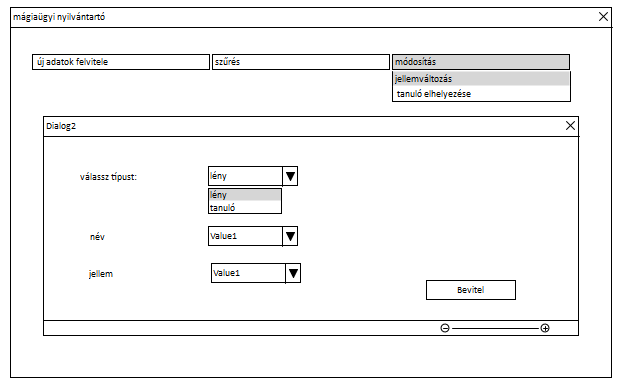 mágiaügyi nyilvántartó
új adatok felvitele
szűrés
módosítás
jellemváltozás
tanuló elhelyezése
Dialog2
válassz típust:
lény
lény
tanuló
név
Value1
jellem
Value1
Bevitel